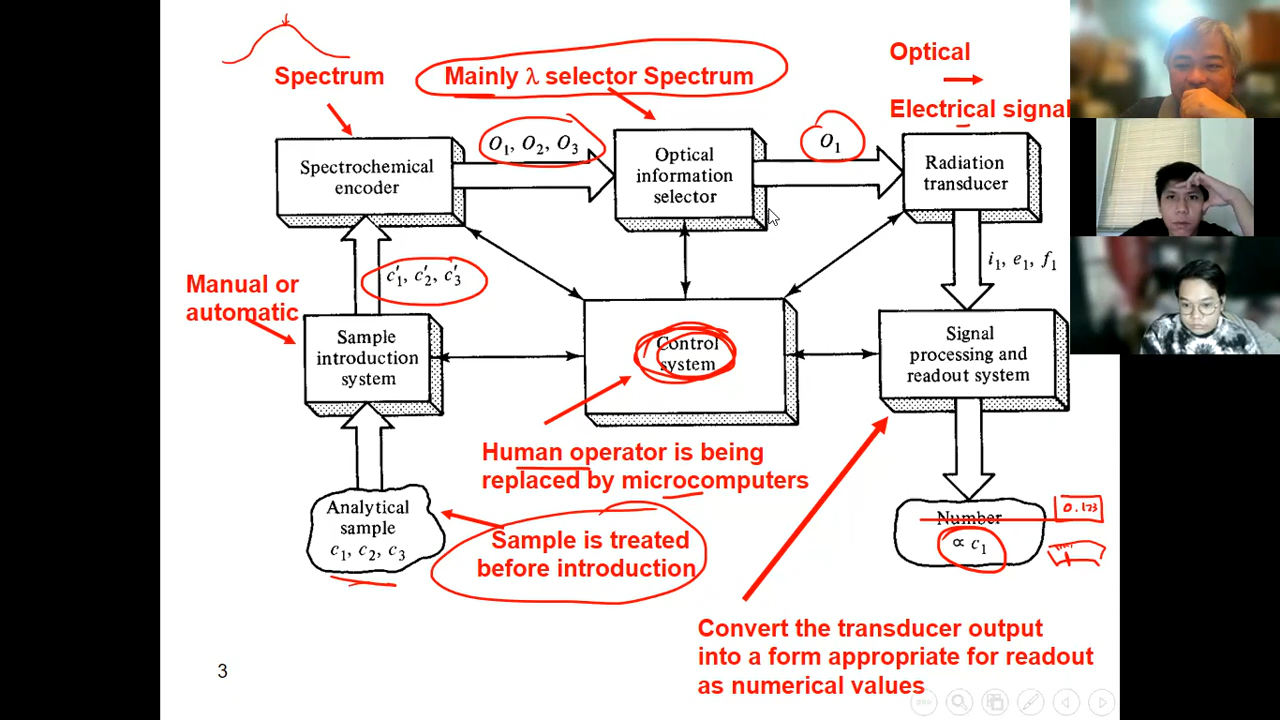 Optical
Spectrum
Mainly λ selector Spectrum
Electrical signal
O₁, O₂, O₃
O₁
Spectrochemical
encoder
Optical
information
selector
Radiation
transducer
c′₁, c′₂, c′₃
i₁, e₁, f₁
Manual or
automatic
Sample
introduction
system
Control
system
Signal
processing and
readout system
Human operator is being
replaced by microcomputers
Analytical
sample
c₁, c₂, c₃
Sample is treated
before introduction
Number
∝ c₁
0.123
Convert the transducer output
into a form appropriate for readout
as numerical values
3